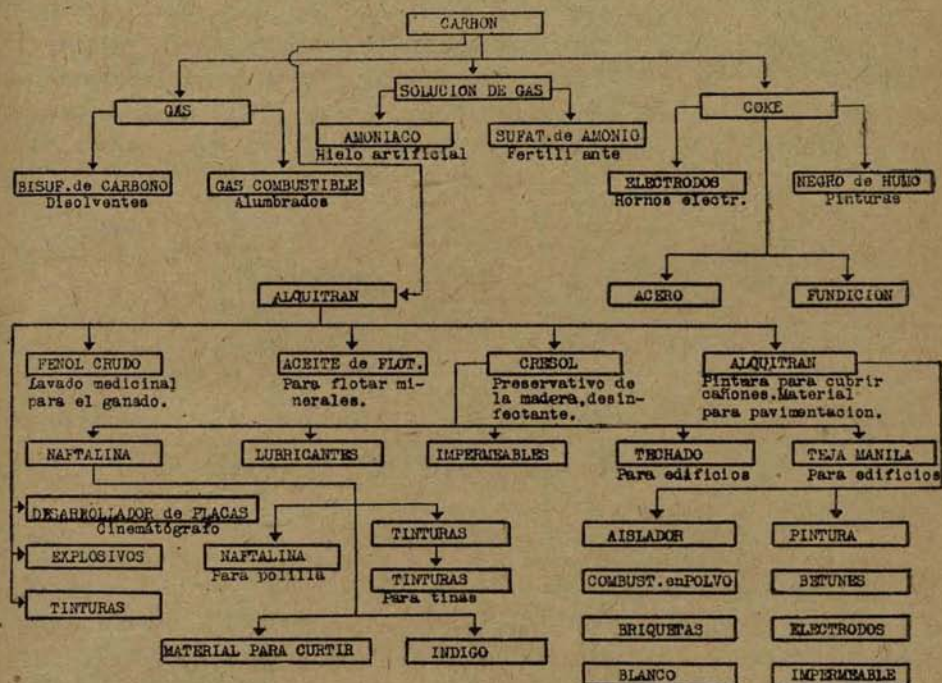 CARBON
GAS
SOLUCION DE GAS
COKE
AMONIACO
Hielo artificial
SUFAT.de AMONIO
Fertili ante
BISUF.de CARBONO
Disolventes
GAS COMBUSTIBLE
Alumbrados
ELECTRODOS
Hornos electr.
NEGRO de HUMO
Pinturas
ALQUITRAN
ACERO
FUNDICION
FENOL CRUDO
Lavado medicinal
para el ganado.
ACEITE de FLOT.
Para flotar mi-
nerales.
CRESOL
Preservativo de
la madera,desin-
fectante.
ALQUITRAN
Pintura para cubrir
cañones.Material
para pavimentacion.
NAFTALINA
LUBRICANTES
IMPERMEABLES
TECHADO
Para edificios
TEJA MANILA
Para edificios
DESARROLLADOR de PLACAS
Cinematógrafo
EXPLOSIVOS
TINTURAS
NAFTALINA
Para polilla
TINTURAS
TINTURAS
Para tinas
MATERIAL PARA CURTIR
INDIGO
AISLADOR
PINTURA
COMBUST.enPOLVO
BETUNES
BRIQUETAS
ELECTRODOS
BLANCO
IMPERMEABLE